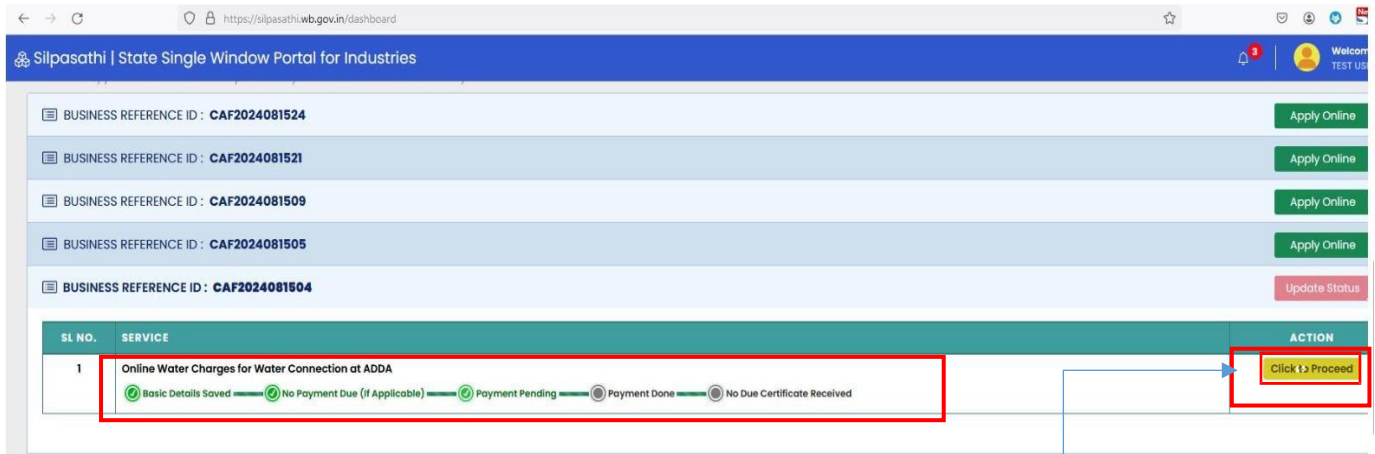 https://silpasathi.wb.gov.in/dashboard
Silpasathi | State Single Window Portal for Industries
3
BUSINESS REFERENCE ID : CAF2024081524
Apply Online
BUSINESS REFERENCE ID : CAF2024081521
Apply Online
BUSINESS REFERENCE ID : CAF2024081509
Apply Online
BUSINESS REFERENCE ID : CAF2024081505
Apply Online
BUSINESS REFERENCE ID : CAF2024081504
Update Status
SL NO. SERVICE ACTION
1 Online Water Charges for Water Connection at ADDA Click to Proceed
Basic Details Saved No Payment Due (If Applicable) Payment Pending Payment Done No Due Certificate Received